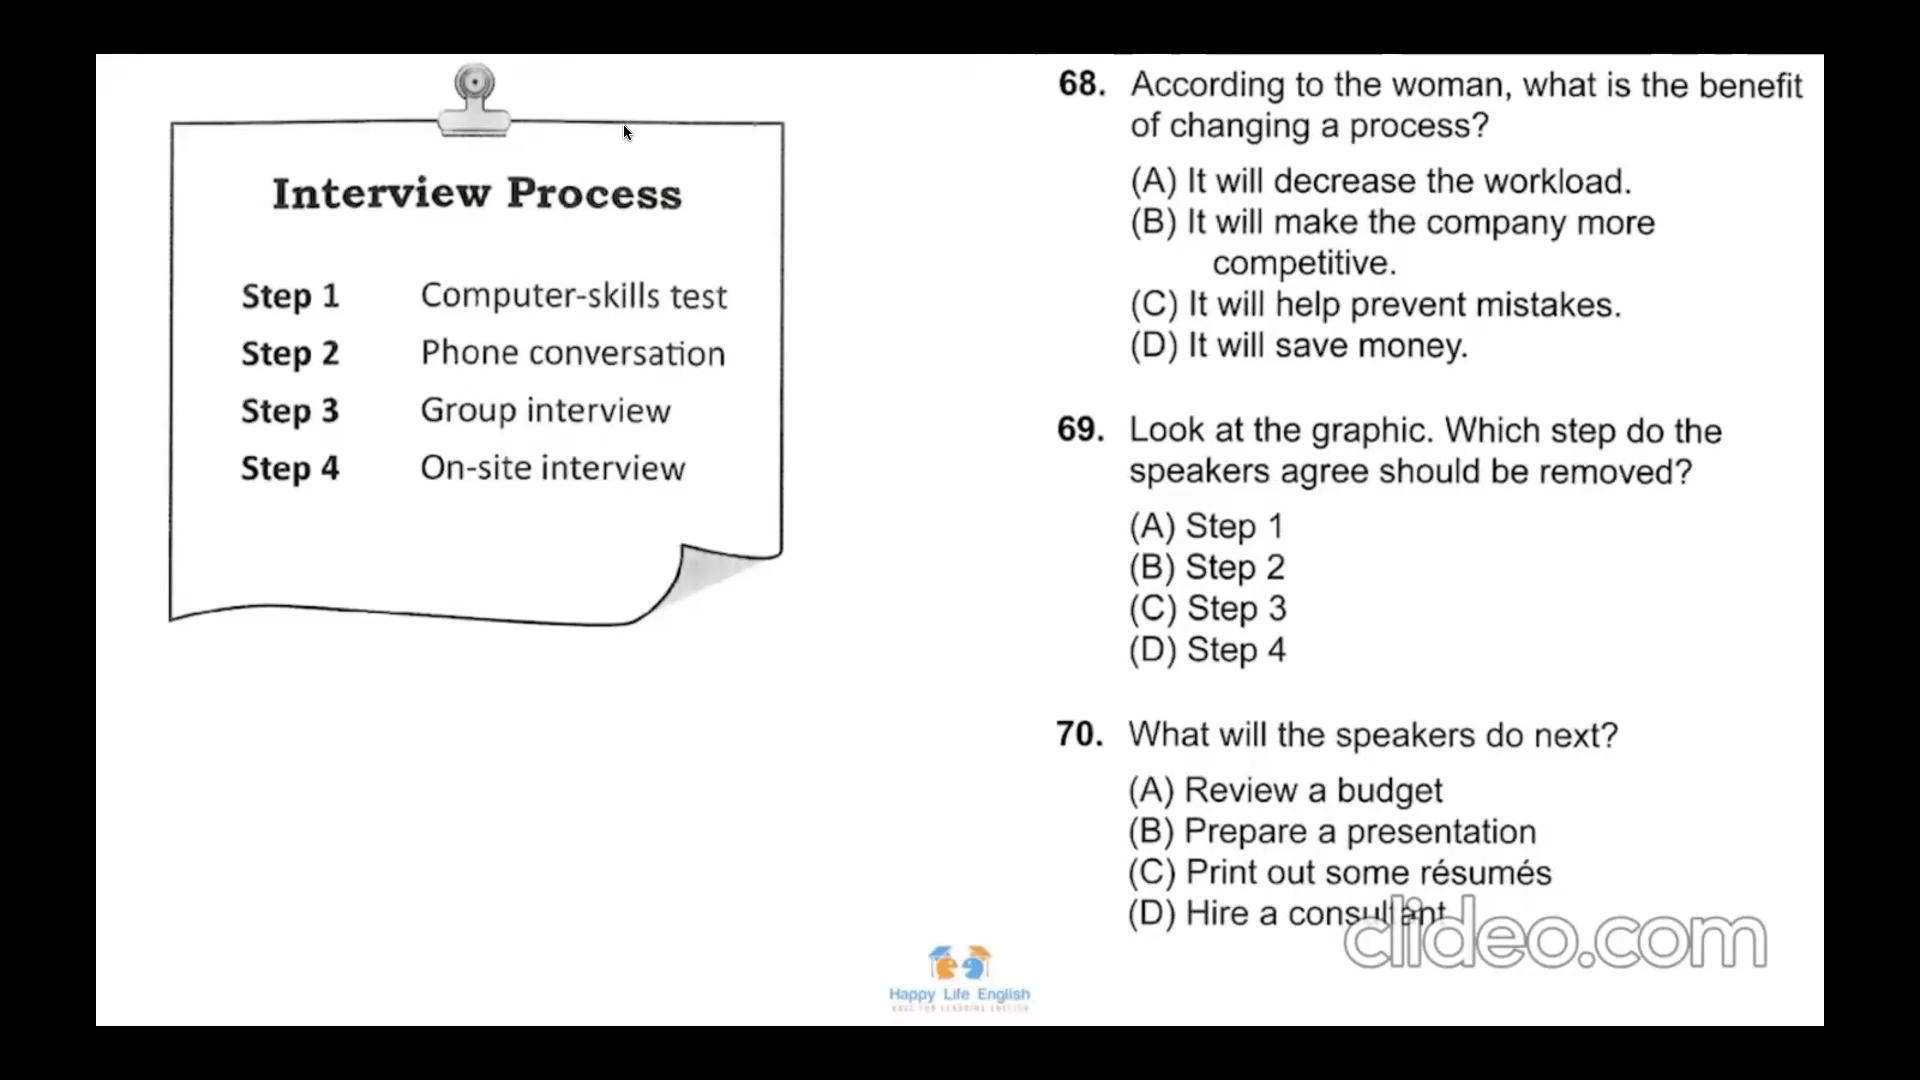 Interview Process
Step 1 Computer-skills test
Step 2 Phone conversation
Step 3 Group interview
Step 4 On-site interview
68. According to the woman, what is the benefit
of changing a process?
(A) It will decrease the workload.
(B) It will make the company more
competitive.
(C) It will help prevent mistakes.
(D) It will save money.
69. Look at the graphic. Which step do the
speakers agree should be removed?
(A) Step 1
(B) Step 2
(C) Step 3
(D) Step 4
70. What will the speakers do next?
(A) Review a budget
(B) Prepare a presentation
(C) Print out some résumés
(D) Hire a consultant
clideo.com
Happy Life English